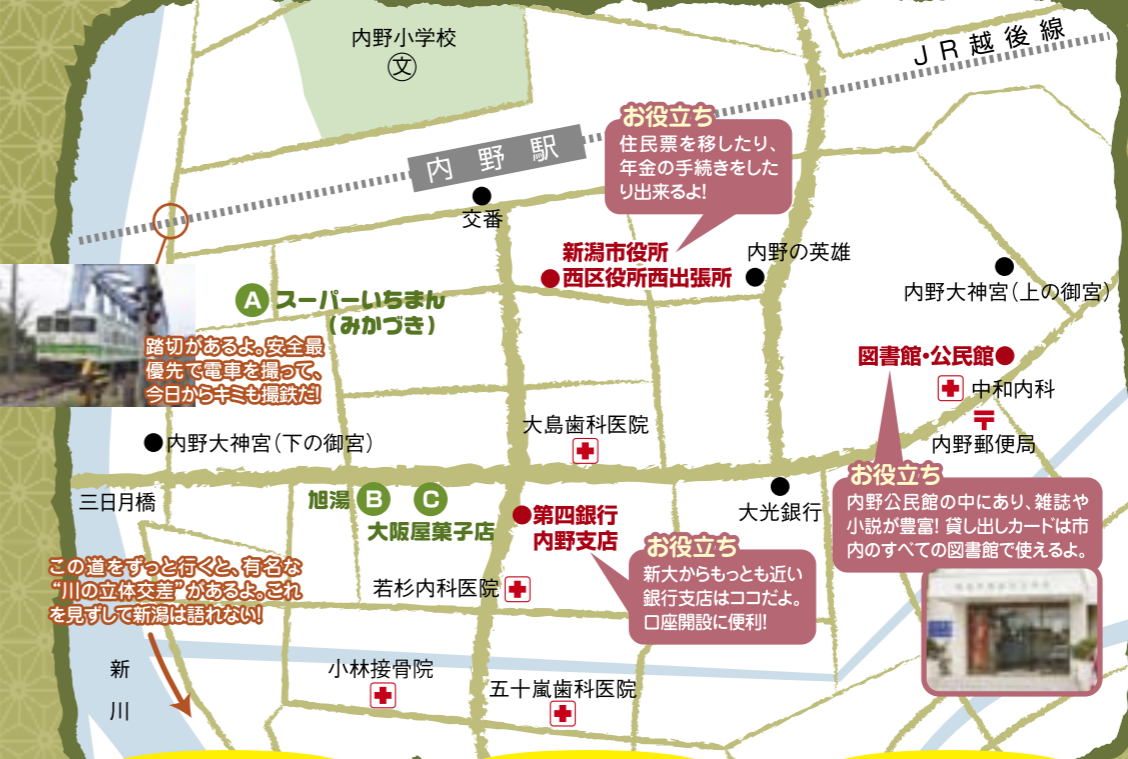 内野小学校
文
JR越後線
内野駅
お役立ち
住民票を移したり、
年金の手続きをした
り出来るよ!
交番
新潟市役所
西区役所西出張所
内野の英雄
内野大神宮(上の御宮)
A スーパーいちまん
(みかづき)
踏切があるよ。安全最
優先で電車を撮って、
今日からキミも撮鉄だ!
図書館・公民館
中和内科
内野郵便局
大島歯科医院
内野大神宮(下の御宮)
三日月橋
旭湯 B C
大阪屋菓子店
第四銀行
内野支店
大光銀行
お役立ち
内野公民館の中にあり、雑誌や
小説が豊富! 貸し出しカードは市
内のすべての図書館で使えるよ。
お役立ち
新大からもっとも近い
銀行支店はココだよ。
口座開設に便利!
この道をずっと行くと、有名な
“川の立体交差”があるよ。これ
を見ずして新潟は語れない!
若杉内科医院
新川
小林接骨院
五十嵐歯科医院